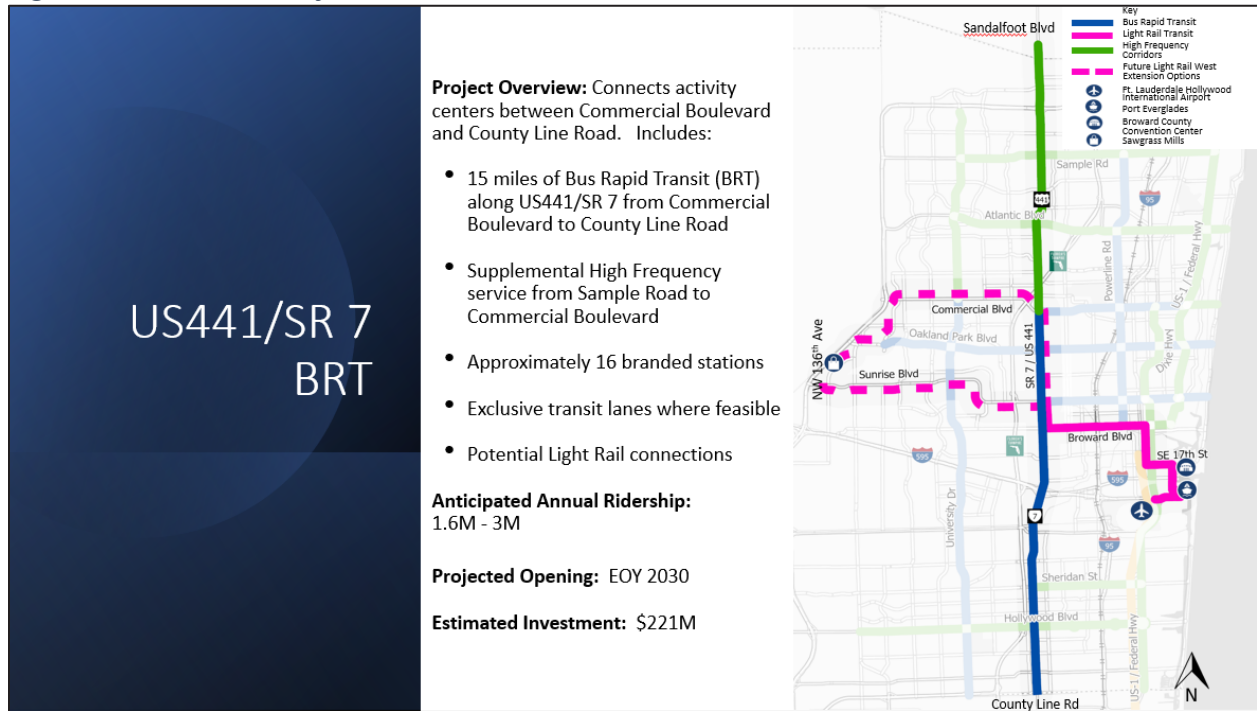 US441/SR 7
BRT
Project Overview: Connects activity
centers between Commercial Boulevard
and County Line Road. Includes:
• 15 miles of Bus Rapid Transit (BRT)
along US441/SR 7 from Commercial
Boulevard to County Line Road
• Supplemental High Frequency
service from Sample Road to
Commercial Boulevard
• Approximately 16 branded stations
• Exclusive transit lanes where feasible
• Potential Light Rail connections
Anticipated Annual Ridership:
1.6M - 3M
Projected Opening: EOY 2030
Estimated Investment: $221M
Key
Bus Rapid Transit
Light Rail Transit
High Frequency
Corridors
Future Light Rail West
Extension Options
Ft. Lauderdale Hollywood
International Airport
Port Everglades
Broward County
Convention Center
Sawgrass Mills
Sandalfoot Blvd
Sample Rd
95
441
Atlantic Blvd
Powerline Rd
US-1 / Federal Hwy
Commercial Blvd
Oakland Park Blvd
Dixie Hwy
NW 136th Ave
SR 7 / US 441
Sunrise Blvd
Broward Blvd
SE 17th St
595
595
University Dr
7
95
Sheridan St
Hollywood Blvd
US-1 / Federal Hwy
County Line Rd
N